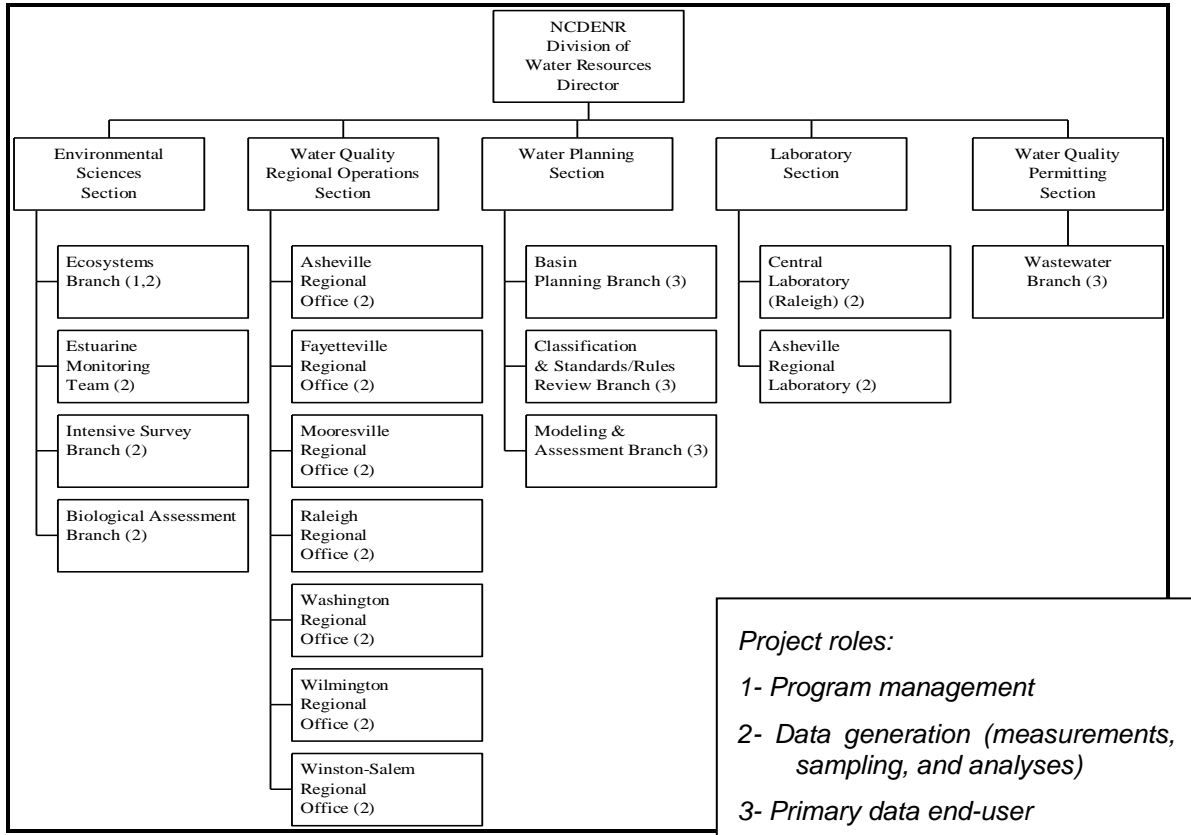 NCDENR
Division of
Water Resources
Director
Environmental
Sciences
Section
Water Quality
Regional Operations
Section
Water Planning
Section
Laboratory
Section
Water Quality
Permitting
Section
Ecosystems
Branch (1,2)
Estuarine
Monitoring
Team (2)
Intensive Survey
Branch (2)
Biological Assessment
Branch (2)
Asheville
Regional
Office (2)
Fayetteville
Regional
Office (2)
Mooresville
Regional
Office (2)
Raleigh
Regional
Office (2)
Washington
Regional
Office (2)
Wilmington
Regional
Office (2)
Winston-Salem
Regional
Office (2)
Basin
Planning Branch (3)
Classification
& Standards/Rules
Review Branch (3)
Modeling &
Assessment Branch (3)
Central
Laboratory
(Raleigh) (2)
Asheville
Regional
Laboratory (2)
Wastewater
Branch (3)
Project roles:
1- Program management
2- Data generation (measurements,
sampling, and analyses)
3- Primary data end-user